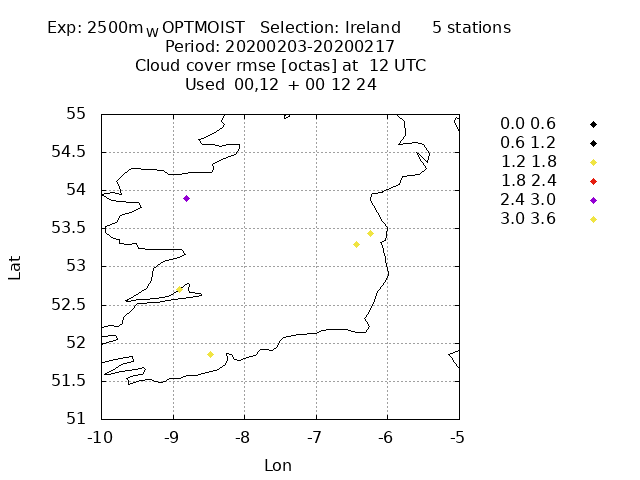 Exp: 2500m_W OPTMOIST   Selection: Ireland      5 stations
Period: 20200203-20200217
Cloud cover rmse [octas] at  12 UTC
Used  00,12  + 00 12 24
55
54.5
54
53.5
53
52.5
52
51.5
51
-10 -9 -8 -7 -6 -5
Lat
Lon
0.0 0.6
0.6 1.2
1.2 1.8
1.8 2.4
2.4 3.0
3.0 3.6